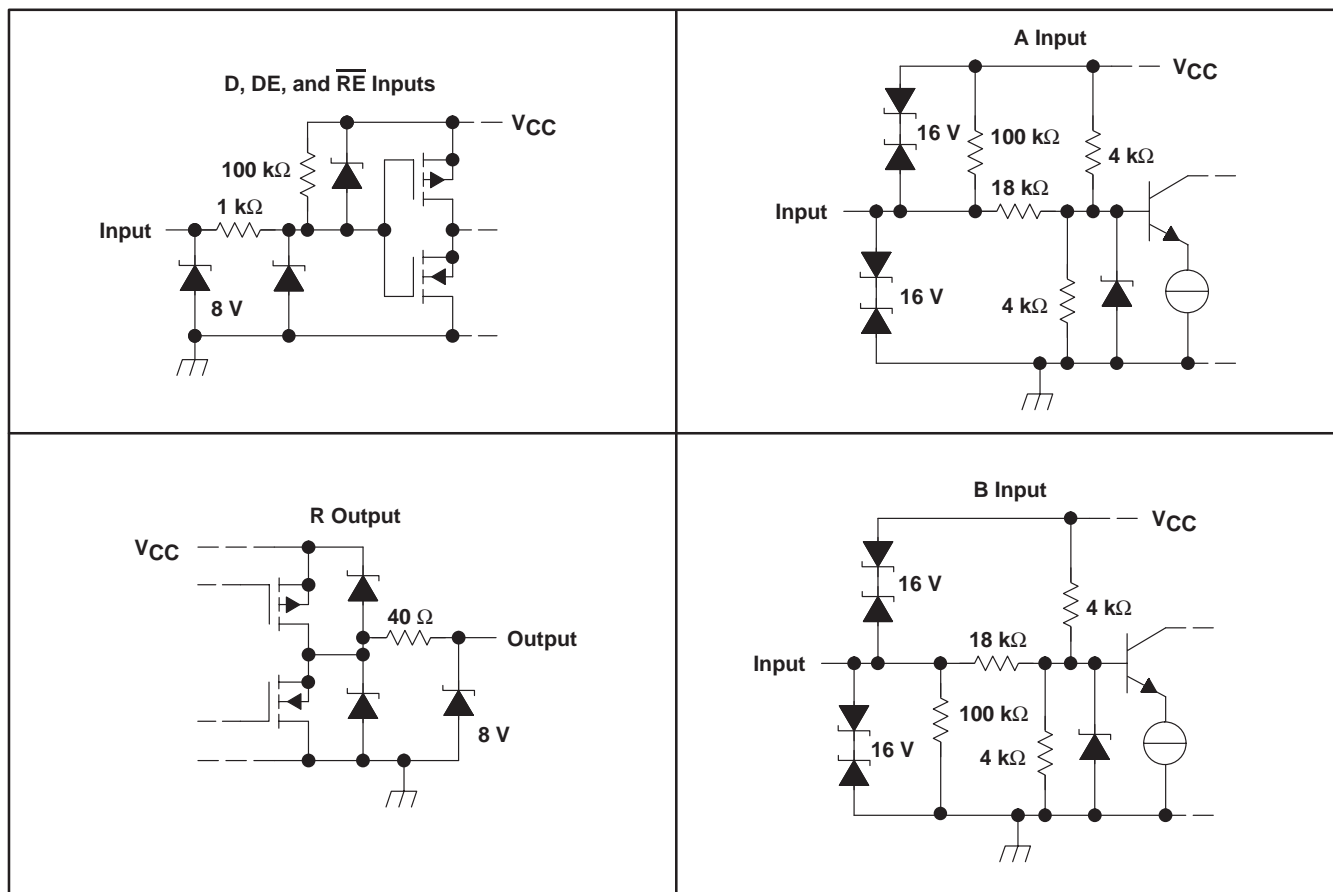 D, DE, and R̅E̅ Inputs
VCC
100 kΩ
1 kΩ
Input
8 V
A Input
VCC
16 V
100 kΩ
4 kΩ
18 kΩ
Input
16 V
4 kΩ
R Output
VCC
40 Ω
Output
8 V
B Input
VCC
16 V
4 kΩ
18 kΩ
Input
100 kΩ
16 V
4 kΩ